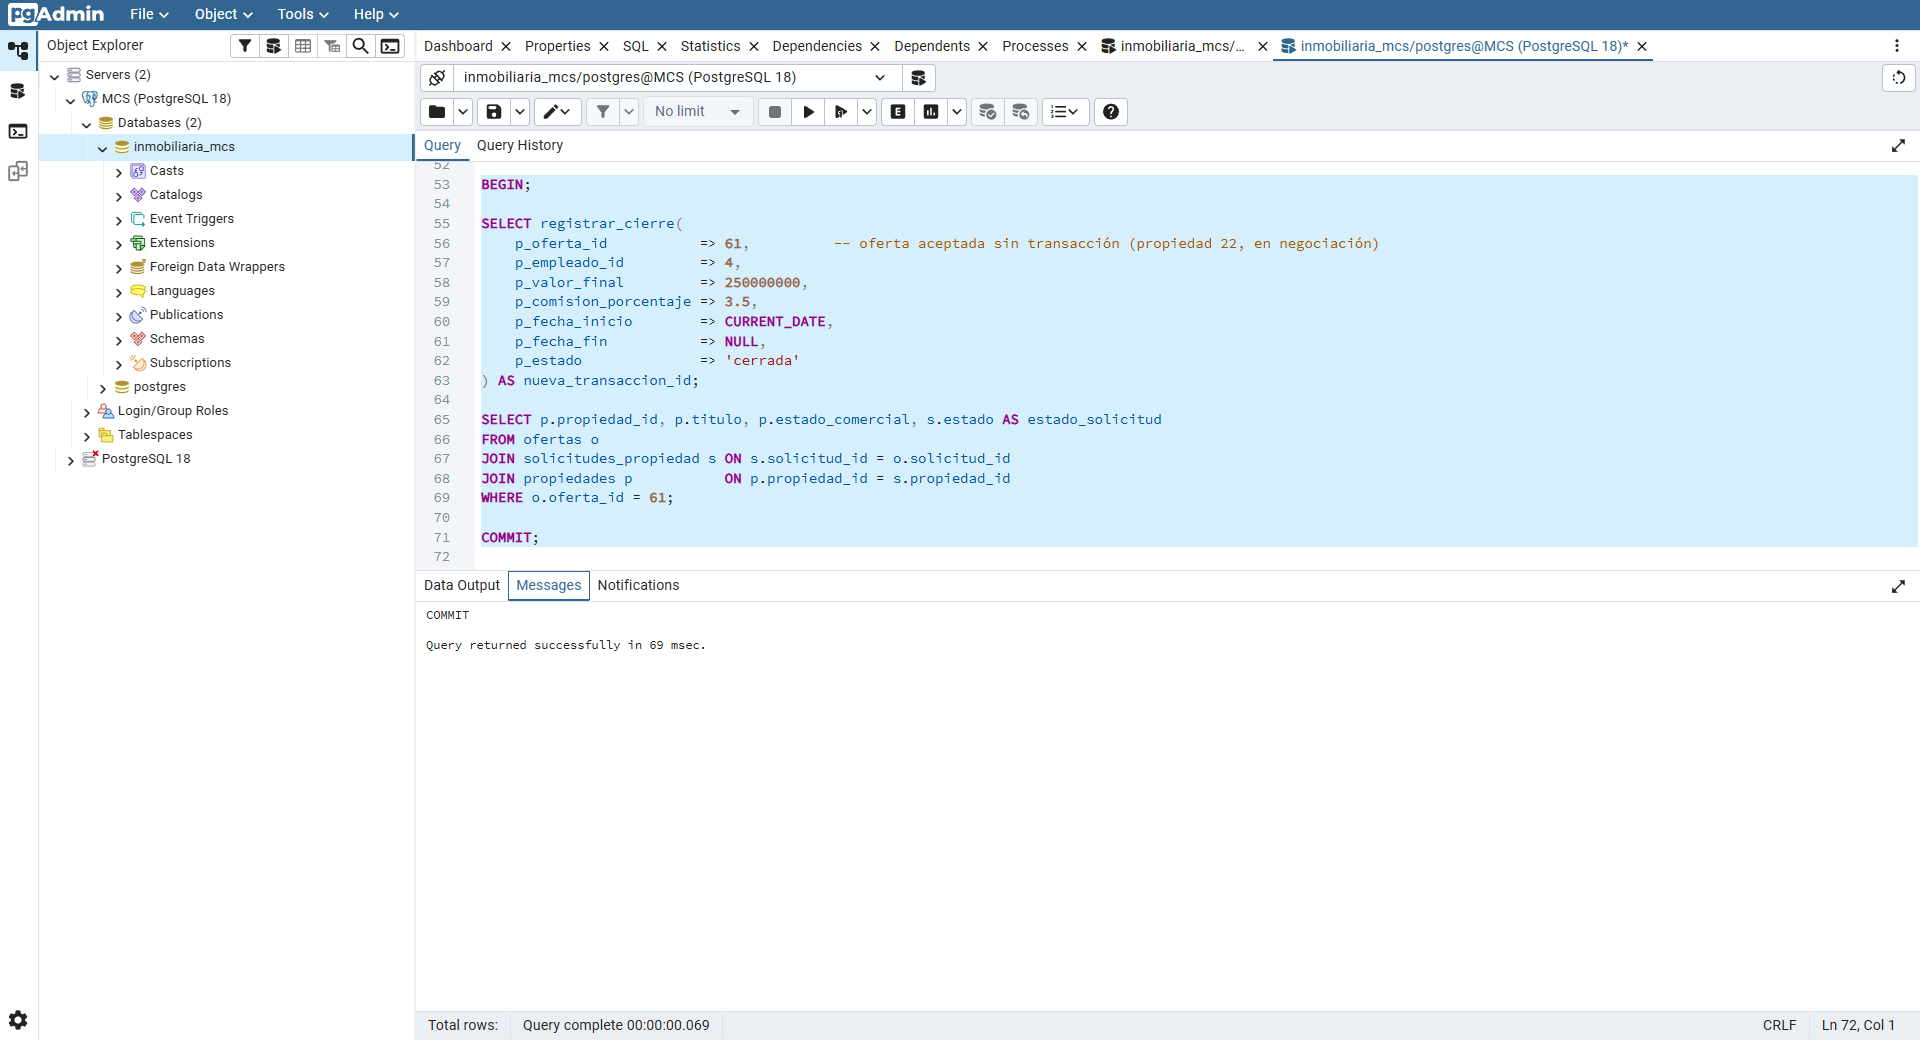 pgAdmin File Object Tools Help
Object Explorer
Dashboard Properties SQL Statistics Dependencies Dependents Processes inmobiliaria_mcs/... inmobiliaria_mcs/postgres@MCS (PostgreSQL 18)*
Servers (2)
MCS (PostgreSQL 18)
Databases (2)
inmobiliaria_mcs
Casts
Catalogs
Event Triggers
Extensions
Foreign Data Wrappers
Languages
Publications
Schemas
Subscriptions
postgres
Login/Group Roles
Tablespaces
PostgreSQL 18
inmobiliaria_mcs/postgres@MCS (PostgreSQL 18)
No limit E
Query Query History
52
53 BEGIN;
54
55 SELECT registrar_cierre(
56 p_oferta_id => 61, -- oferta aceptada sin transacción (propiedad 22, en negociación)
57 p_empleado_id => 4,
58 p_valor_final => 250000000,
59 p_comision_porcentaje => 3.5,
60 p_fecha_inicio => CURRENT_DATE,
61 p_fecha_fin => NULL,
62 p_estado => 'cerrada'
63 ) AS nueva_transaccion_id;
64
65 SELECT p.propiedad_id, p.titulo, p.estado_comercial, s.estado AS estado_solicitud
66 FROM ofertas o
67 JOIN solicitudes_propiedad s ON s.solicitud_id = o.solicitud_id
68 JOIN propiedades p ON p.propiedad_id = s.propiedad_id
69 WHERE o.oferta_id = 61;
70
71 COMMIT;
72
Data Output Messages Notifications
COMMIT
Query returned successfully in 69 msec.
Total rows: Query complete 00:00:00.069 CRLF Ln 72, Col 1